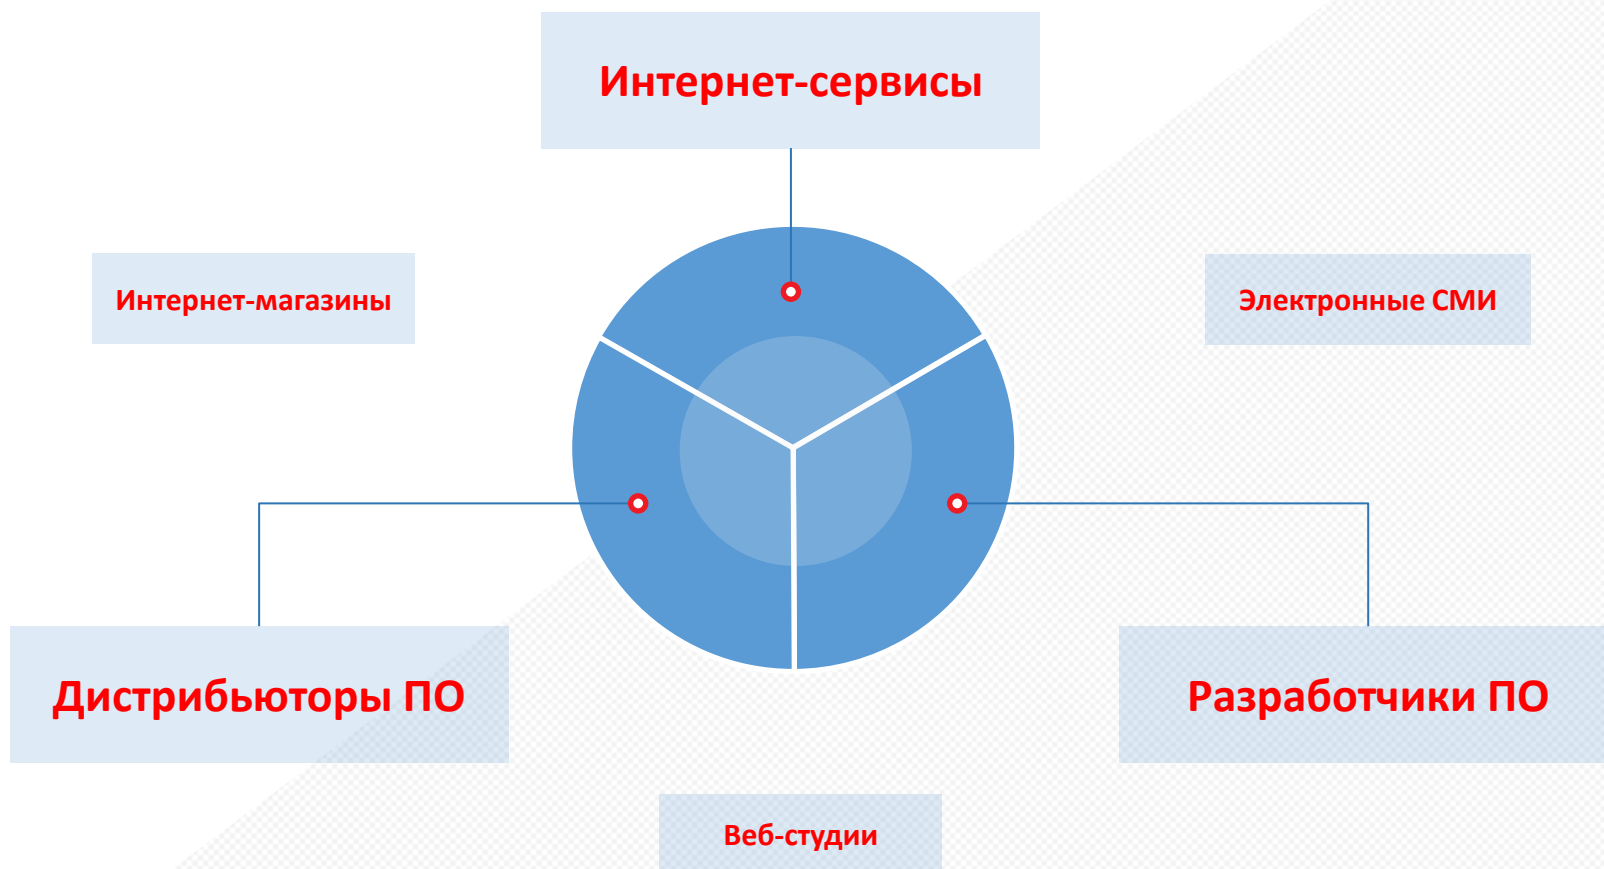 Интернет-сервисы
Интернет-магазины
Электронные СМИ
Дистрибьюторы ПО
Разработчики ПО
Веб-студии